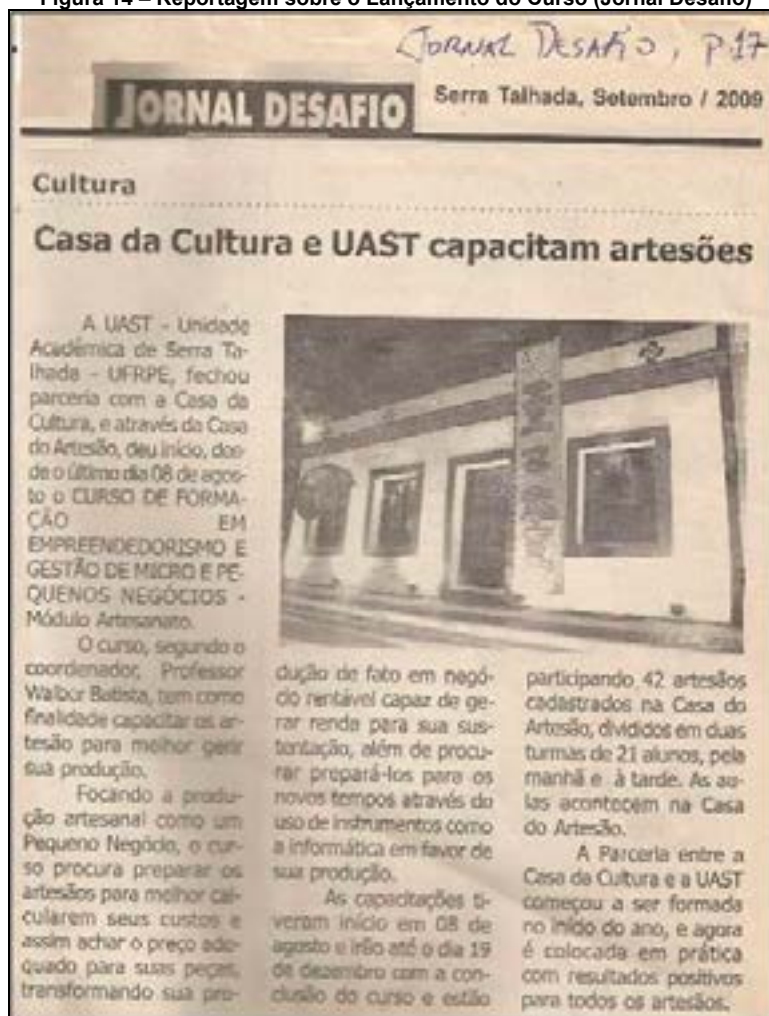 Figura 14 – Reportagem sobre o Lançamento do Curso (Jornal Desafio)
JORNAL DESAFIO, P.17
JORNAL DESAFIO
Serra Talhada, Setembro / 2009
Cultura
Casa da Cultura e UAST capacitam artesões
A UAST - Unidade
Acadêmica de Serra Ta-
lhada - UFRPE, fechou
parceria com a Casa da
Cultura, e através da Casa
do Artesão, deu início, des-
de o último dia 08 de agos-
to o CURSO DE FORMA-
ÇÃO EM
EMPREENDEDORISMO E
GESTÃO DE MICRO E PE-
QUENOS NEGÓCIOS -
Módulo Artesanato.
O curso, segundo o
coordenador, Professor
Batista, tem como
finalidade capacitar os ar-
tesão para melhor gerir
sua produção.
Focando a produ-
ção artesanal como um
Pequeno Negócio, o cur-
so procura preparar os
artesãos para melhor cal-
cularem seus custos e
assim achar o preço ade-
quado para suas peças,
transformando sua pro-
dução de fato em negó-
cio rentável capaz de ge-
rar renda para sua sus-
tentação, além de procu-
rar prepará-los para os
novos tempos através do
uso de instrumentos como
a informática em favor de
sua produção.
As capacitações ti-
veram início em 08 de
agosto e irão até o dia 19
de dezembro com a con-
clusão do curso e estão
participando 42 artesãos
cadastrados na Casa do
Artesão, divididos em duas
turmas de 21 alunos, pela
manhã e à tarde. As au-
las acontecem na Casa
do Artesão.
A Parceria entre a
Casa da Cultura e a UAST
começou a ser formada
no início do ano, e agora
é colocada em prática
com resultados positivos
para todos os artesãos.